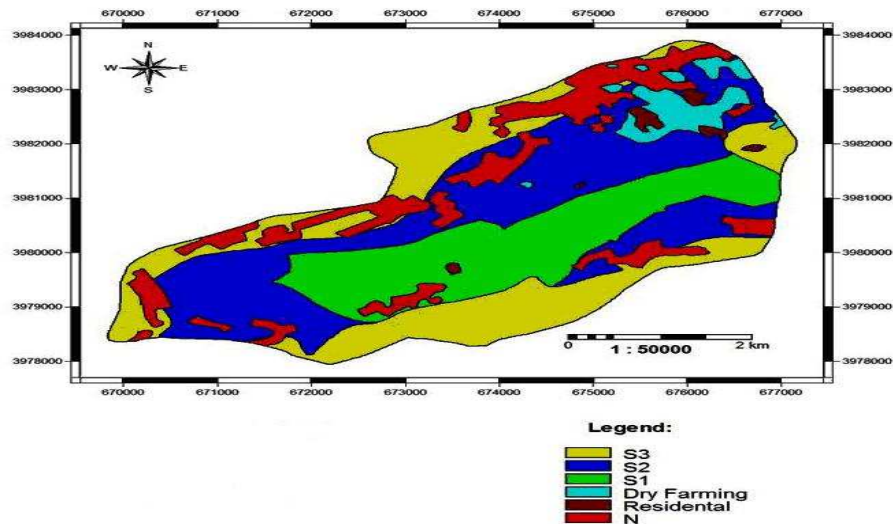 670000 671000 672000 673000 674000 675000 676000 677000
3984000 3984000
N
W E
S
3983000 3983000
3982000 3982000
3981000 3981000
3980000 3980000
3979000 3979000
0 2 km
1 : 50000
3978000 3978000
670000 671000 672000 673000 674000 675000 676000 677000
Legend:
S3
S2
S1
Dry Farming
Residental
N